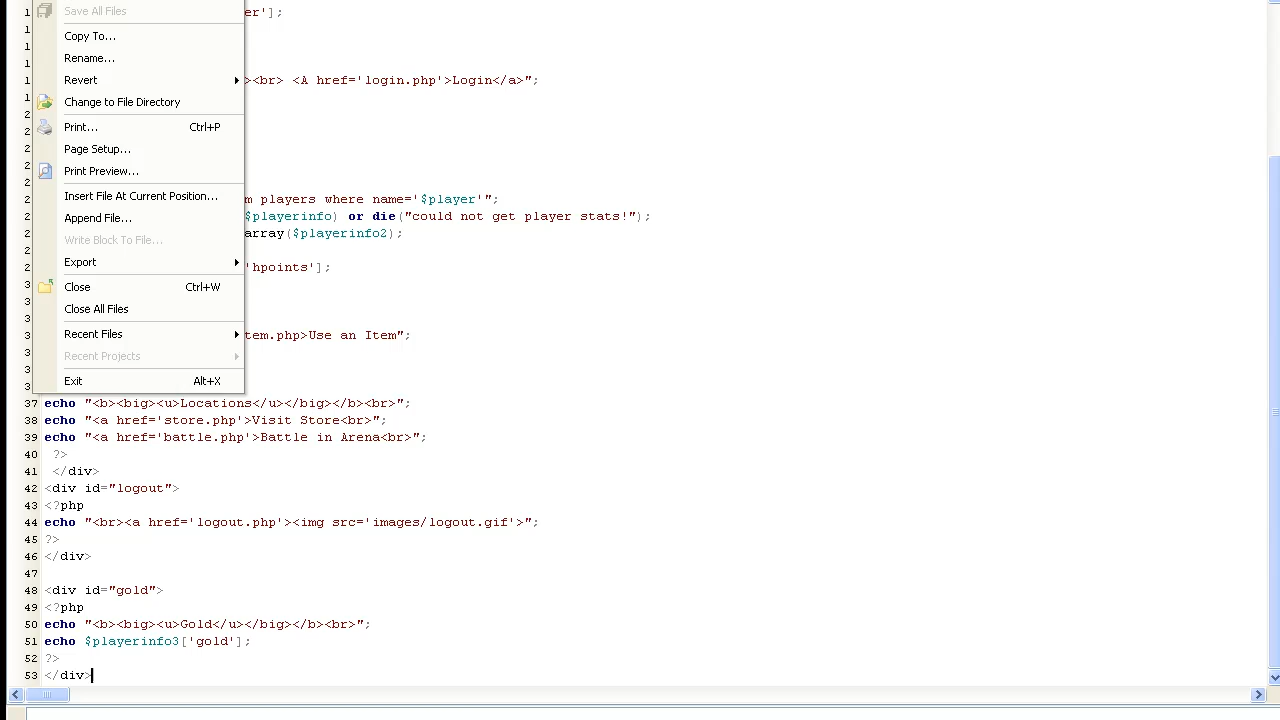 Save All Files
Copy To...
Rename...
Revert
Change to File Directory
Print... Ctrl+P
Page Setup...
Print Preview...
Insert File At Current Position...
Append File...
Write Block To File...
Export
Close Ctrl+W
Close All Files
Recent Files
Recent Projects
Exit Alt+X
er'];
><br> <A href='login.php'>Login</a>";
m players where name='$player'";
$playerinfo) or die("could not get player stats!");
array($playerinfo2);
'hpoints'];
tem.php>Use an Item";
37 echo "<b><big><u>Locations</u></big></b><br>";
38 echo "<a href='store.php'>Visit Store<br>";
39 echo "<a href='battle.php'>Battle in Arena<br>";
40 ?>
41 </div>
42 <div id="logout">
43 <?php
44 echo "<br><a href='logout.php'><img src='images/logout.gif'>";
45 ?>
46 </div>
47
48 <div id="gold">
49 <?php
50 echo "<b><big><u>Gold</u></big></b><br>";
51 echo $playerinfo3['gold'];
52 ?>
53 </div>